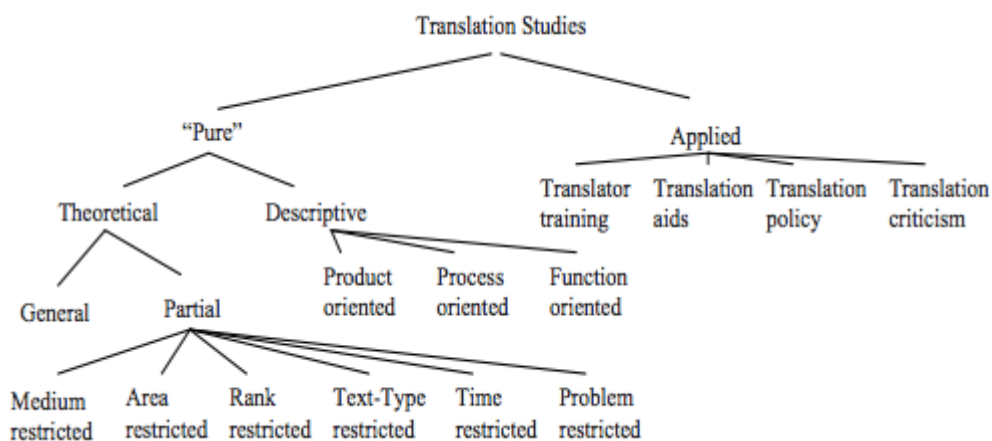 Translation Studies
“Pure”
Applied
Translator training
Translation aids
Translation policy
Translation criticism
Theoretical
Descriptive
Product oriented
Process oriented
Function oriented
General
Partial
Medium restricted
Area restricted
Rank restricted
Text-Type restricted
Time restricted
Problem restricted